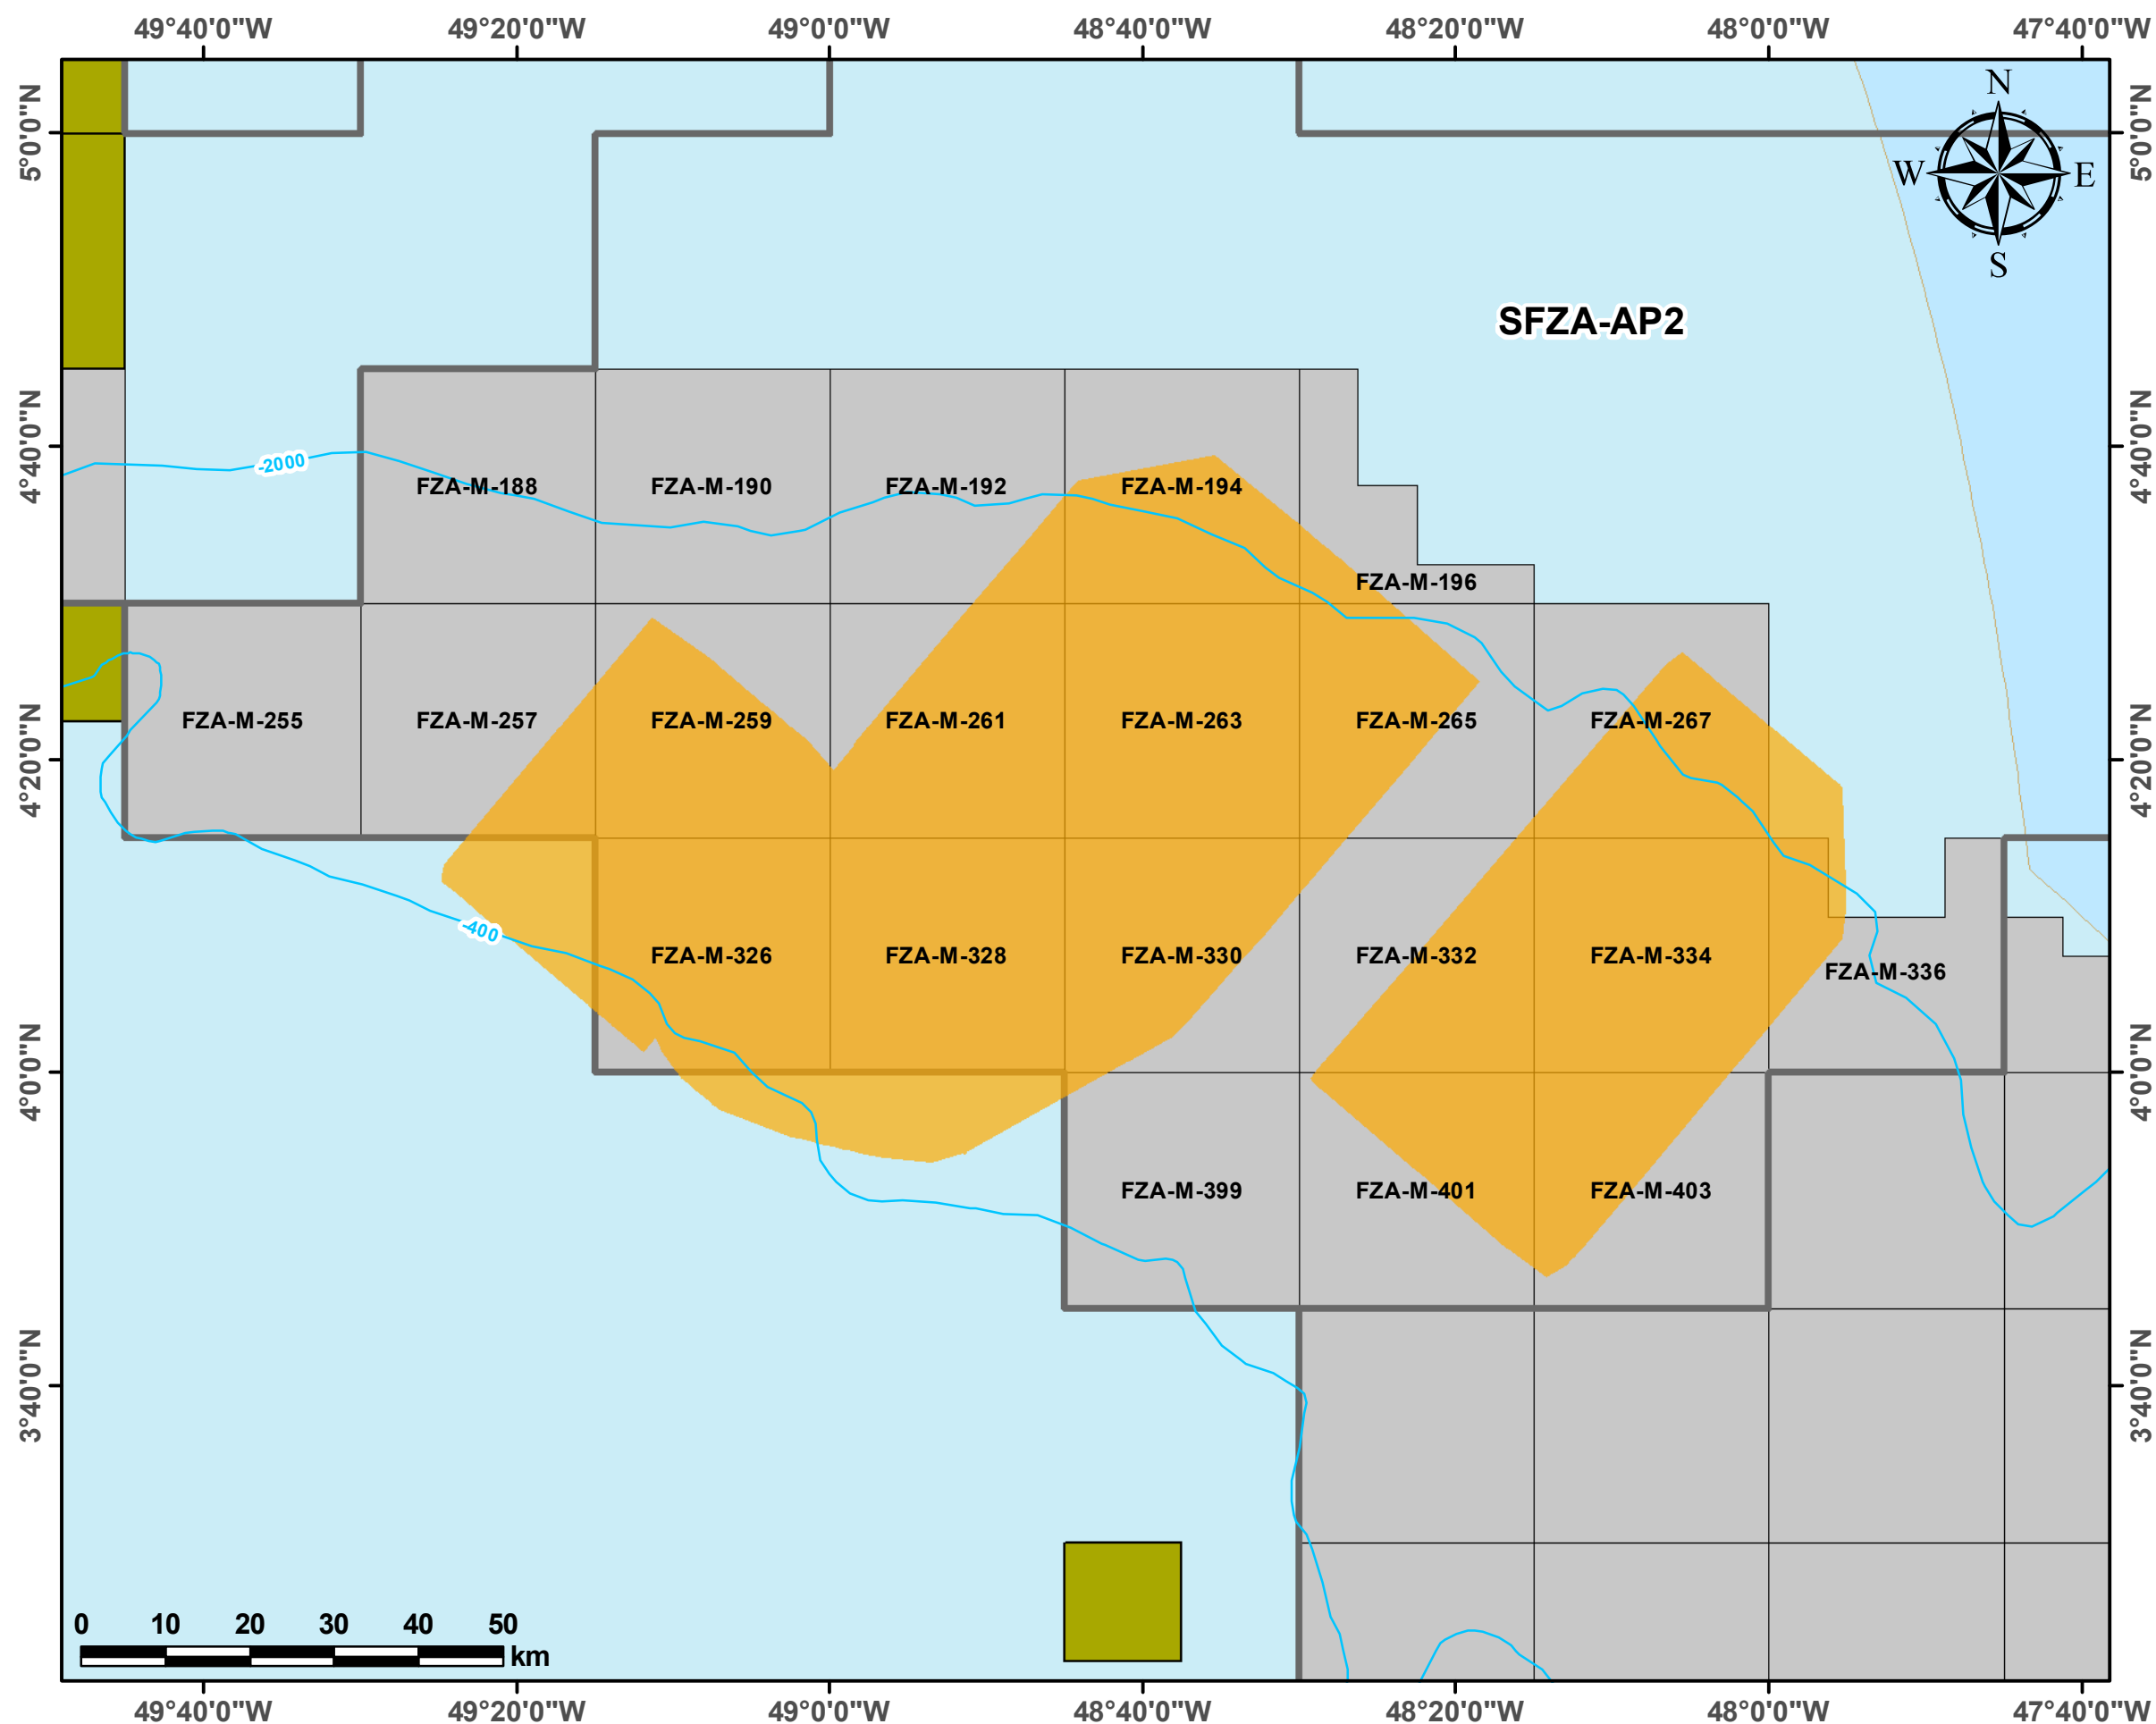 49°40'0"W 49°20'0"W 49°0'0"W 48°40'0"W 48°20'0"W 48°0'0"W 47°40'0"W
N
W E
S
5°0'0"N 5°0'0"N
SFZA-AP2
4°40'0"N 4°40'0"N
-2000
FZA-M-188 FZA-M-190 FZA-M-192 FZA-M-194
FZA-M-196
FZA-M-255 FZA-M-257 FZA-M-259 FZA-M-261 FZA-M-263 FZA-M-265 FZA-M-267
4°20'0"N 4°20'0"N
-400
FZA-M-326 FZA-M-328 FZA-M-330 FZA-M-332 FZA-M-334
FZA-M-336
4°0'0"N 4°0'0"N
FZA-M-399 FZA-M-401 FZA-M-403
3°40'0"N 3°40'0"N
0 10 20 30 40 50
km
49°40'0"W 49°20'0"W 49°0'0"W 48°40'0"W 48°20'0"W 48°0'0"W 47°40'0"W